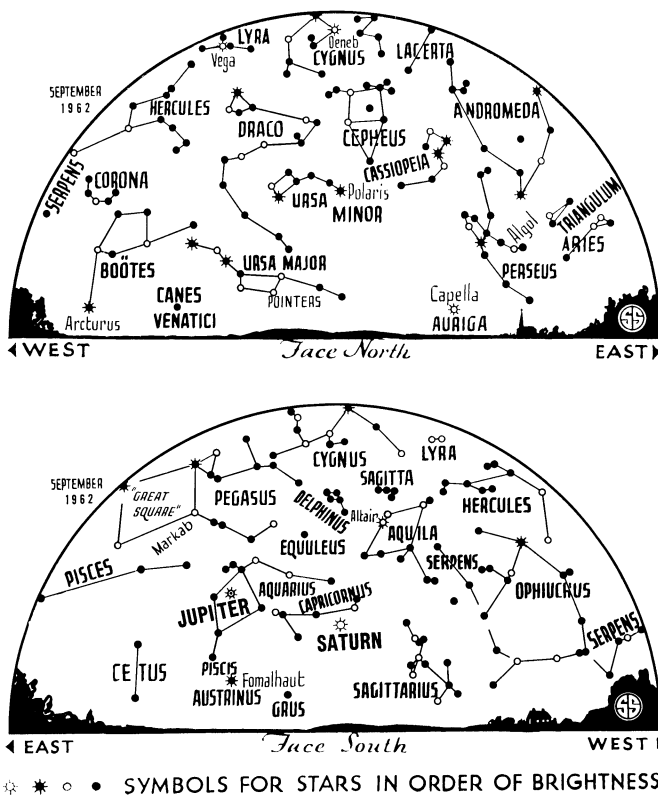 LYRA
Vega
Deneb
CYGNUS
LACERTA
SEPTEMBER
1962
HERCULES
DRACO
CEPHEUS
ANDROMEDA
CASSIOPEIA
SERPENS
CORONA
URSA MINOR
Polaris
Algol
TRIANGULUM
ARIES
BOÖTES
URSA MAJOR
PERSEUS
CANES
VENATICI
POINTERS
Capella
AURIGA
Arcturus
SS
WEST
Face North
EAST
CYGNUS
LYRA
SEPTEMBER
1962
"GREAT
SQUARE"
PEGASUS
DELPHINUS
SAGITTA
HERCULES
Markab
Altair
AQUILA
EQUULEUS
SERPENS
PISCES
AQUARIUS
CAPRICORNUS
OPHIUCHUS
JUPITER
SATURN
SERPENS
CETUS
PISCIS
AUSTRINUS
Fomalhaut
GRUS
SAGITTARIUS
SS
EAST
Face South
WEST
SYMBOLS FOR STARS IN ORDER OF BRIGHTNESS